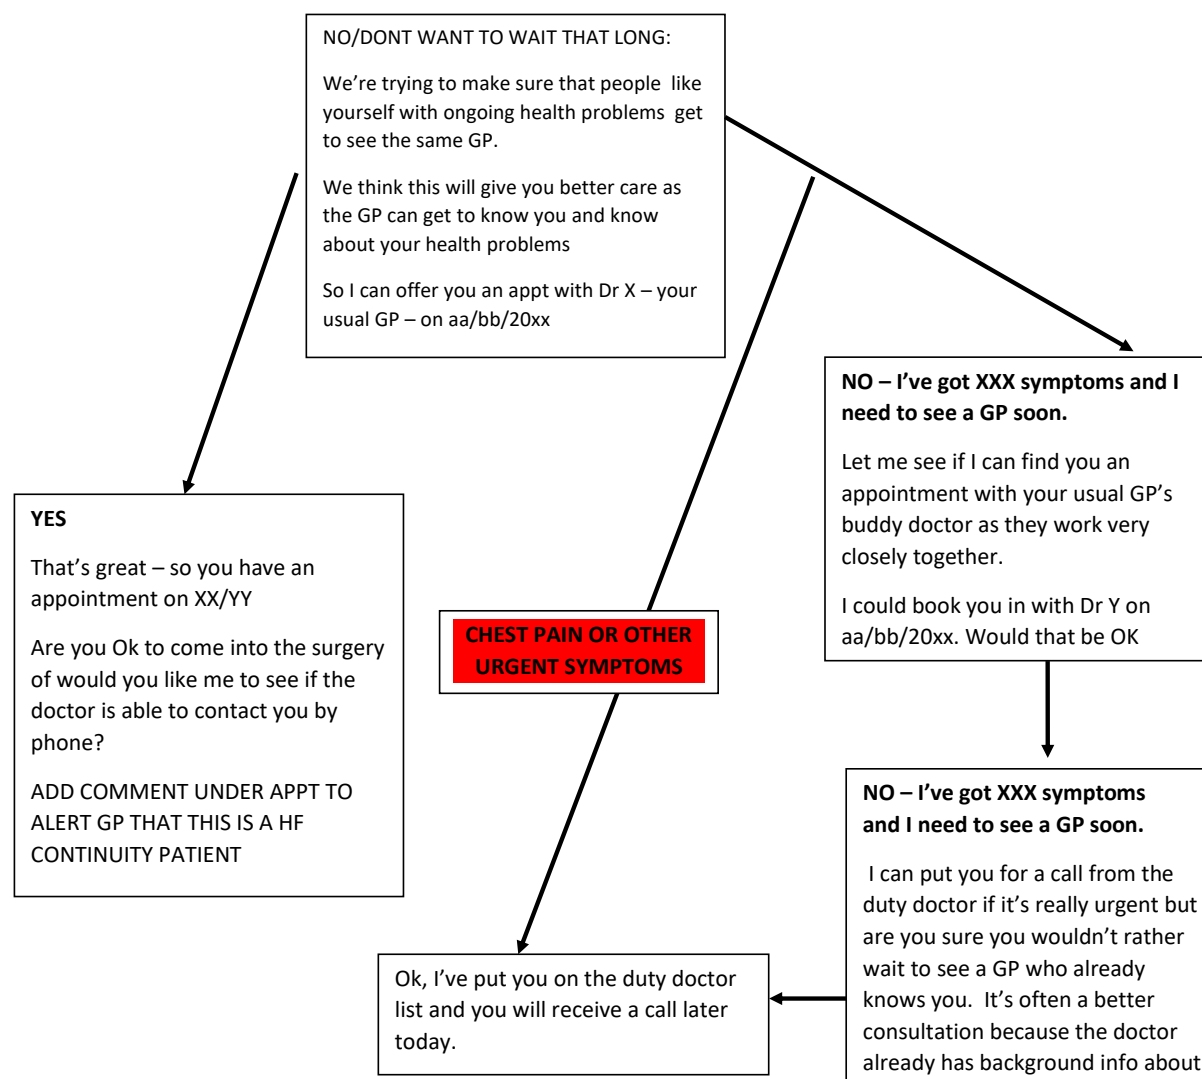 NO/DONT WANT TO WAIT THAT LONG:
We’re trying to make sure that people like
yourself with ongoing health problems get
to see the same GP.
We think this will give you better care as
the GP can get to know you and know
about your health problems
So I can offer you an appt with Dr X – your
usual GP – on aa/bb/20xx
NO – I’ve got XXX symptoms and I
need to see a GP soon.
Let me see if I can find you an
appointment with your usual GP’s
buddy doctor as they work very
closely together.
I could book you in with Dr Y on
aa/bb/20xx. Would that be OK
YES
That’s great – so you have an
appointment on XX/YY
Are you Ok to come into the surgery
of would you like me to see if the
doctor is able to contact you by
phone?
ADD COMMENT UNDER APPT TO
ALERT GP THAT THIS IS A HF
CONTINUITY PATIENT
CHEST PAIN OR OTHER
URGENT SYMPTOMS
NO – I’ve got XXX symptoms
and I need to see a GP soon.
I can put you for a call from the
duty doctor if it’s really urgent but
are you sure you wouldn’t rather
wait to see a GP who already
knows you. It’s often a better
consultation because the doctor
already has background info about
Ok, I’ve put you on the duty doctor
list and you will receive a call later
today.